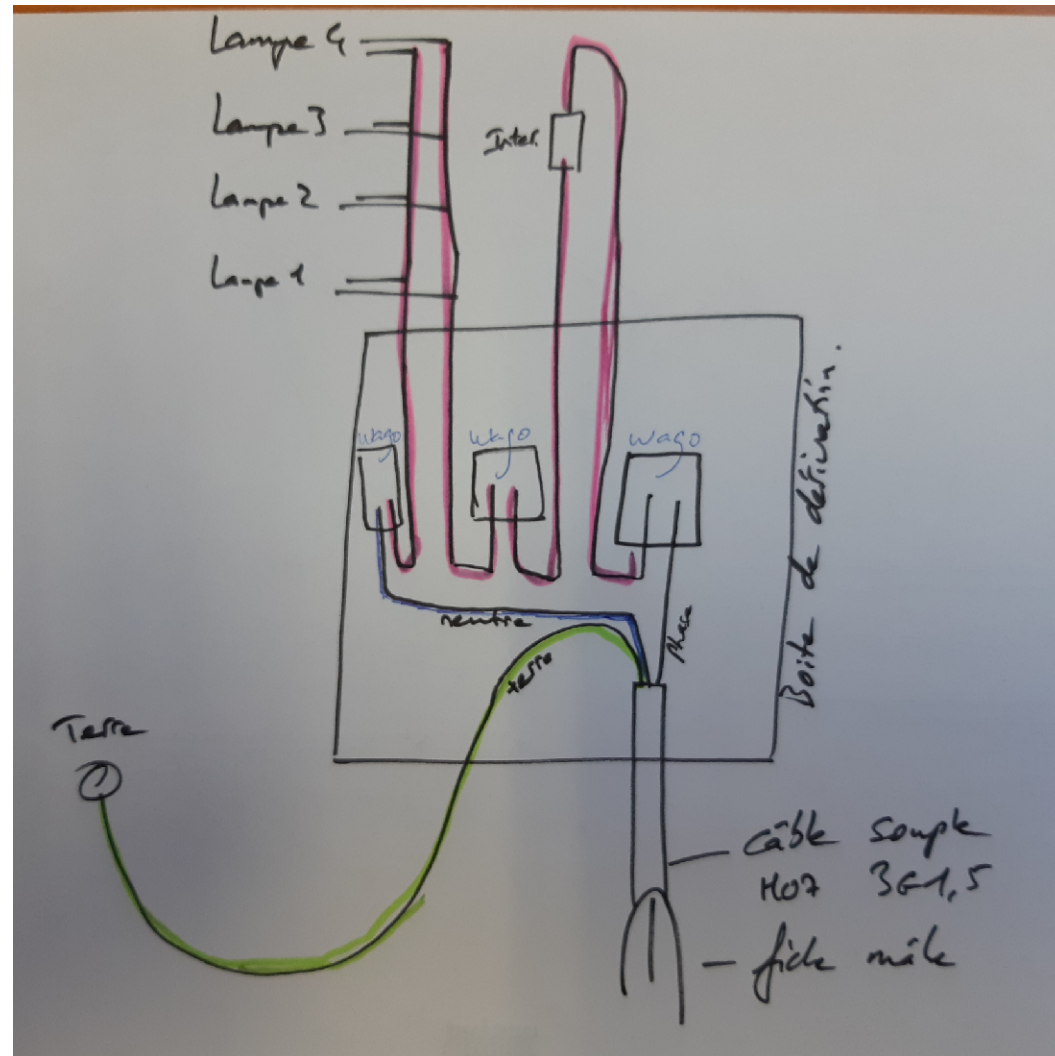 Lampe 4
Lampe 3
Inter.
Lampe 2
Lampe 1
wago
wago
wago
Boite de dérivation.
neutre
Phase
terre
Terre
câble souple
H07 3G1,5
fiche mâle